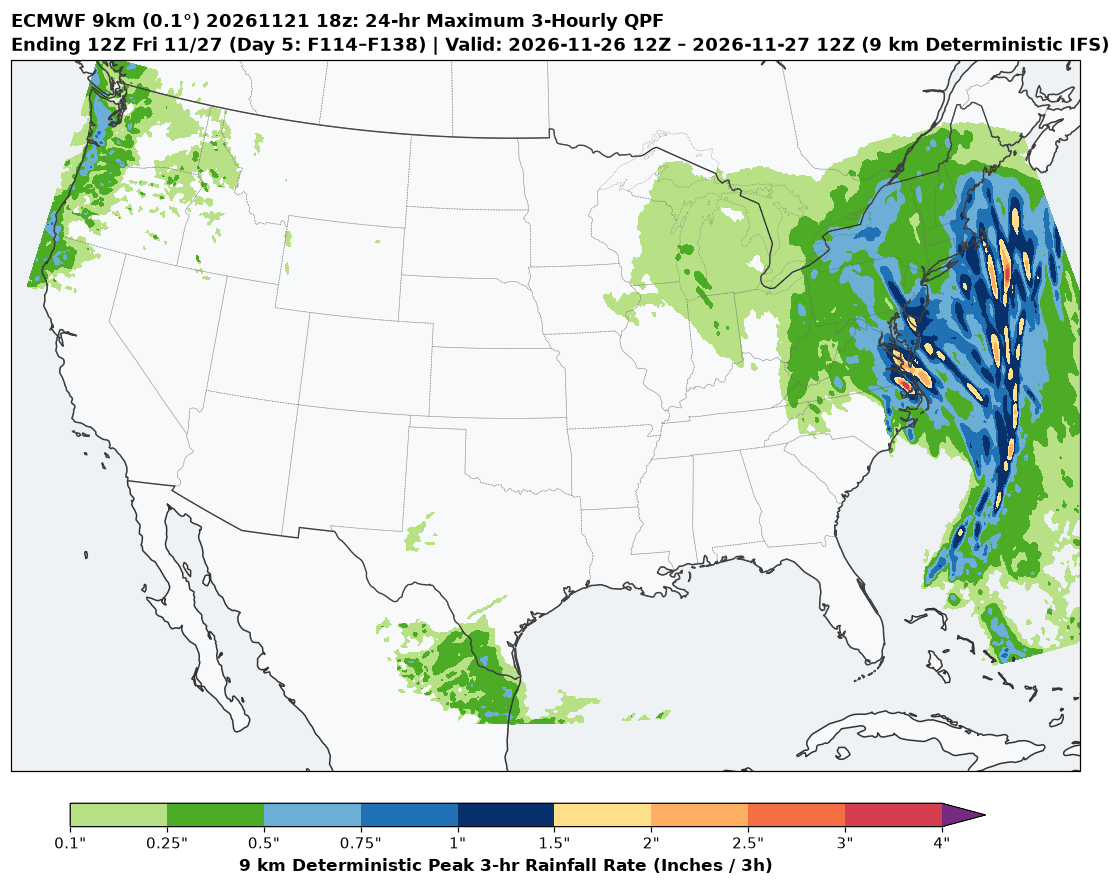 ECMWF 9km (0.1°) 20261121 18z: 24-hr Maximum 3-Hourly QPF
Ending 12Z Fri 11/27 (Day 5: F114–F138) | Valid: 2026-11-26 12Z – 2026-11-27 12Z (9 km Deterministic IFS)
0.1" 0.25" 0.5" 0.75" 1" 1.5" 2" 2.5" 3" 4"
9 km Deterministic Peak 3-hr Rainfall Rate (Inches / 3h)